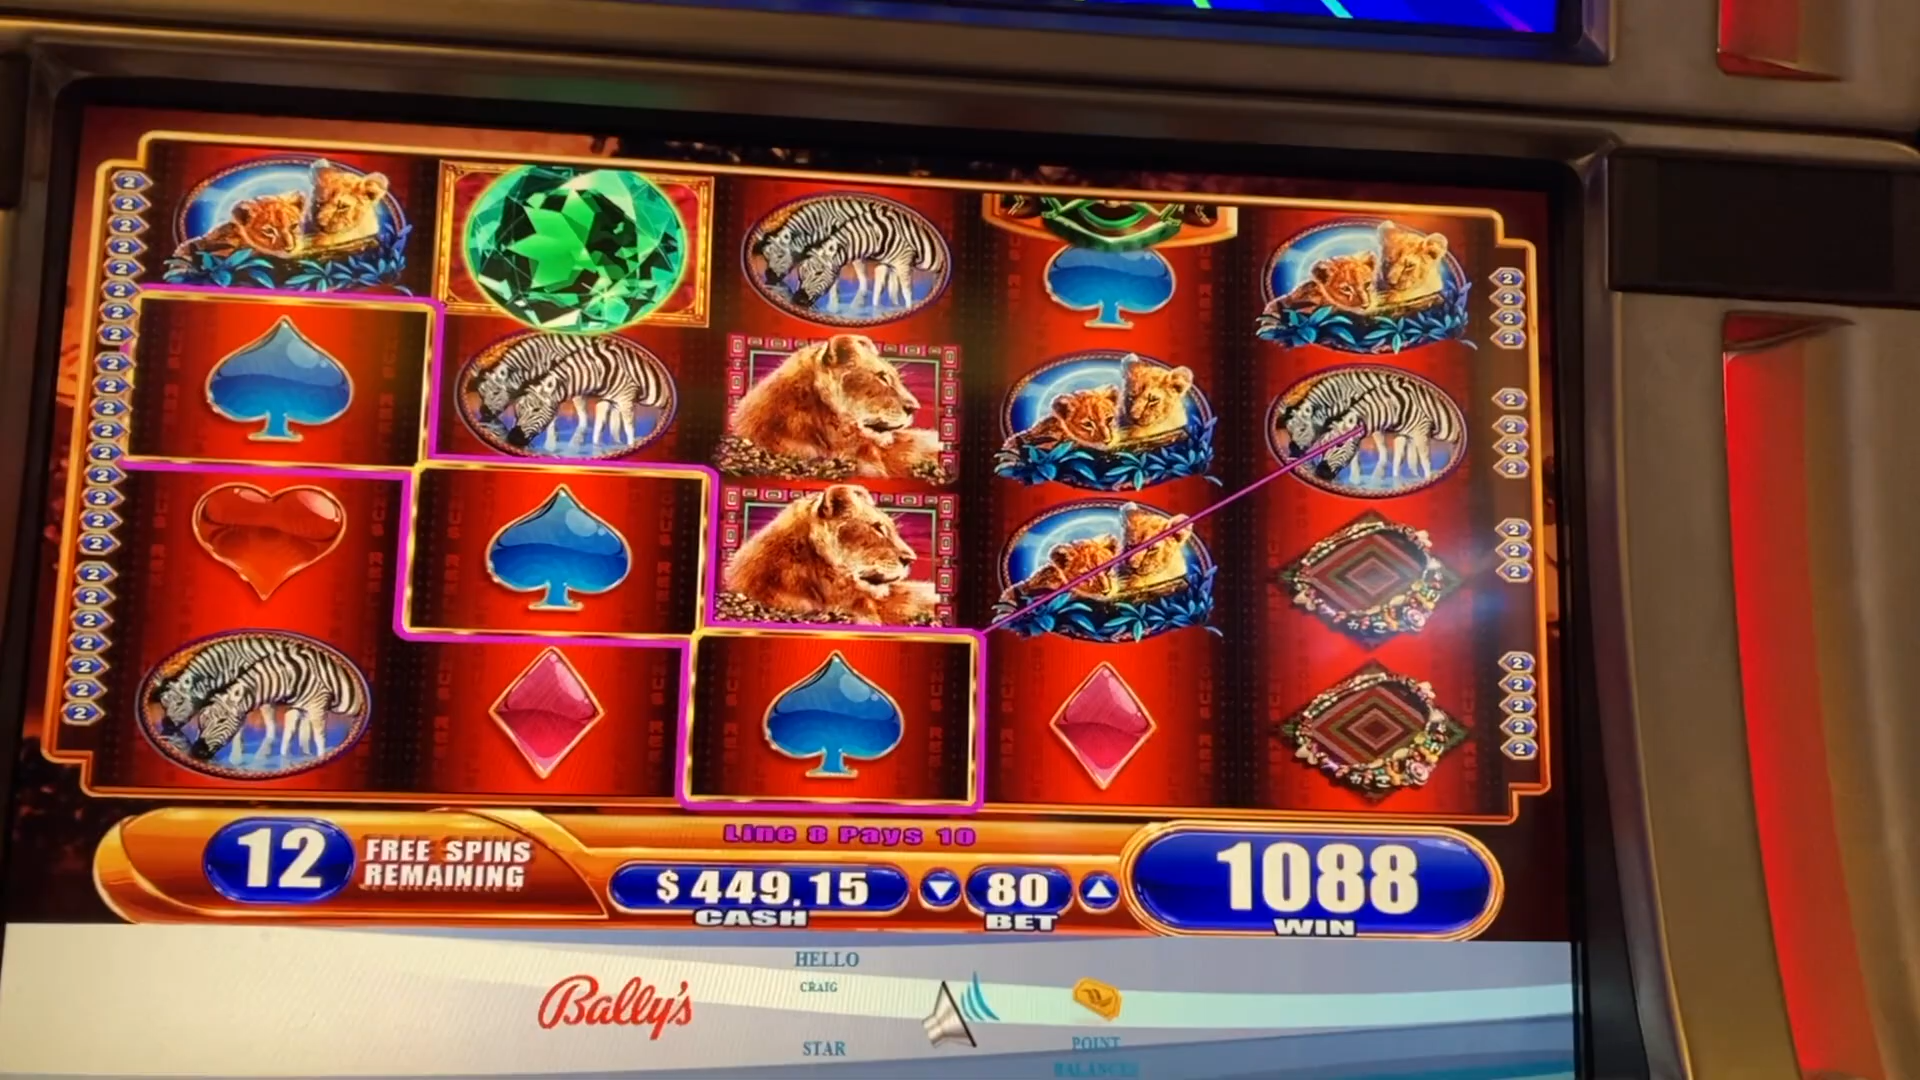 12
FREE SPINS
REMAINING
Line 8 Pays 10
$449.15
CASH
80
BET
1088
WIN
Bally's
HELLO
CRAIG
STAR
POINT
BALANCES